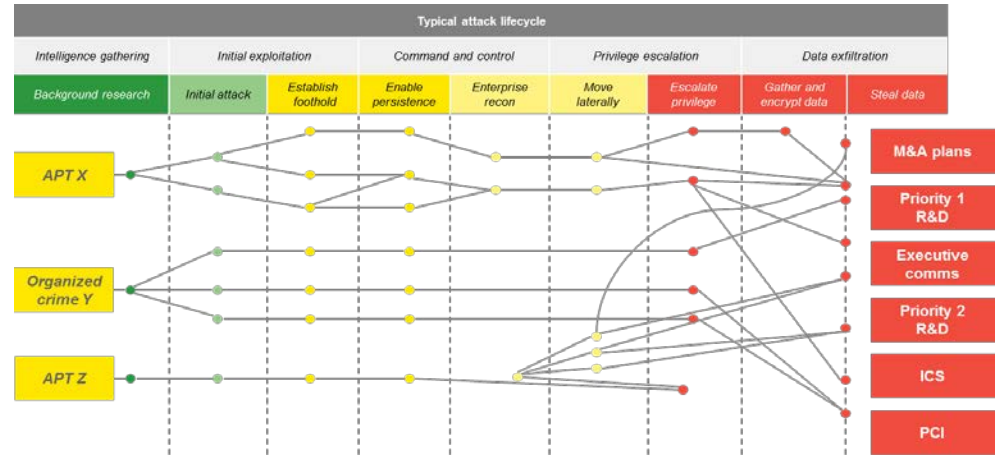 Typical attack lifecycle
Intelligence gathering
Initial exploitation
Command and control
Privilege escalation
Data exfiltration
Background research
Initial attack
Establish
foothold
Enable
persistence
Enterprise
recon
Move
laterally
Escalate
privilege
Gather and
encrypt data
Steal data
APT X
Organized
crime Y
APT Z
M&A plans
Priority 1
R&D
Executive
comms
Priority 2
R&D
ICS
PCI